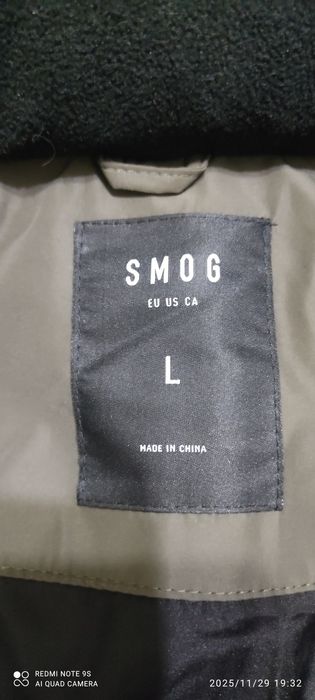 SMOG
EU US CA
L
MADE IN CHINA
REDMI NOTE 9S
AI QUAD CAMERA
2025/11/29 19:32